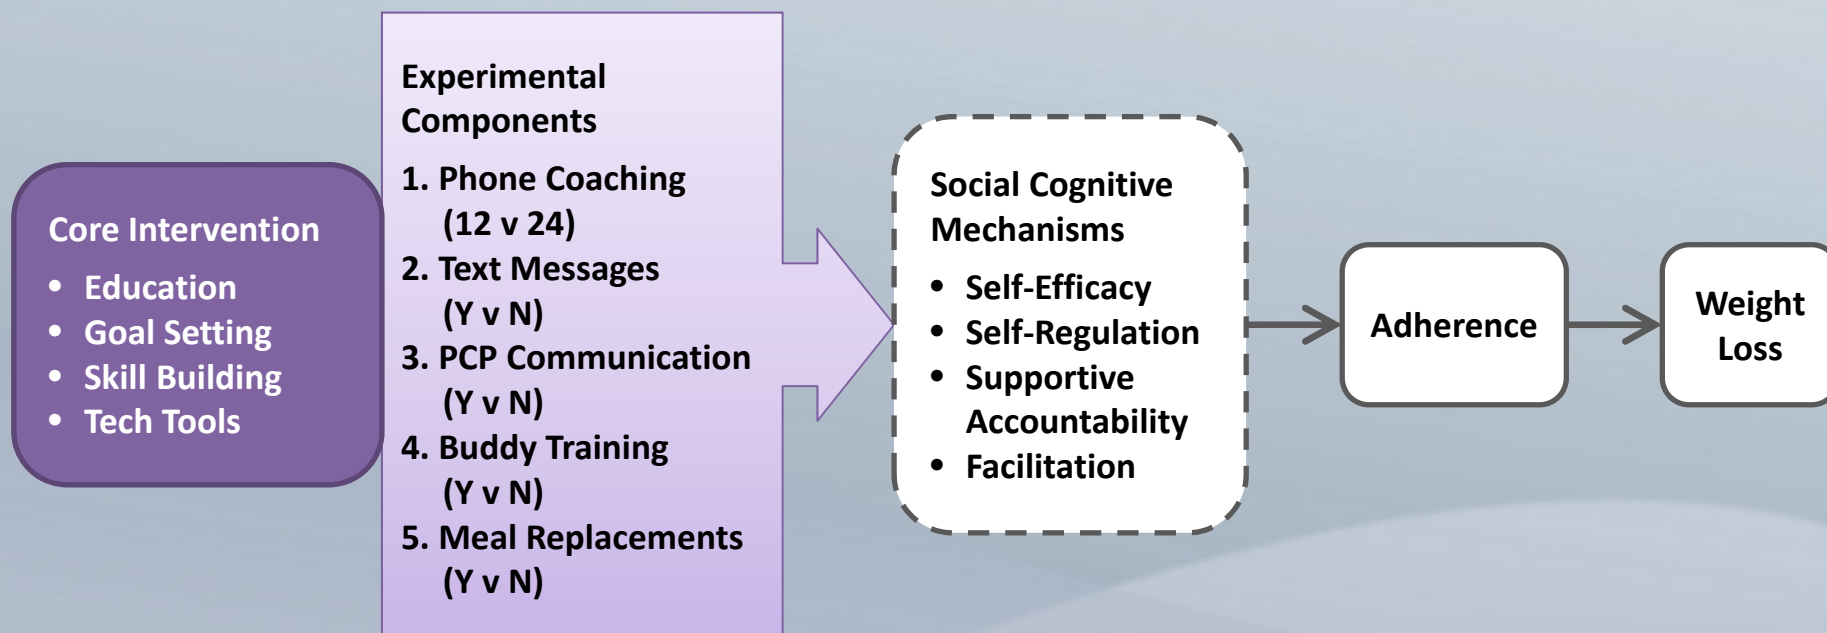 Core Intervention
• Education
• Goal Setting
• Skill Building
• Tech Tools
Experimental
Components
1. Phone Coaching
(12 v 24)
2. Text Messages
(Y v N)
3. PCP Communication
(Y v N)
4. Buddy Training
(Y v N)
5. Meal Replacements
(Y v N)
Social Cognitive
Mechanisms
• Self-Efficacy
• Self-Regulation
• Supportive
Accountability
• Facilitation
Adherence
Weight
Loss